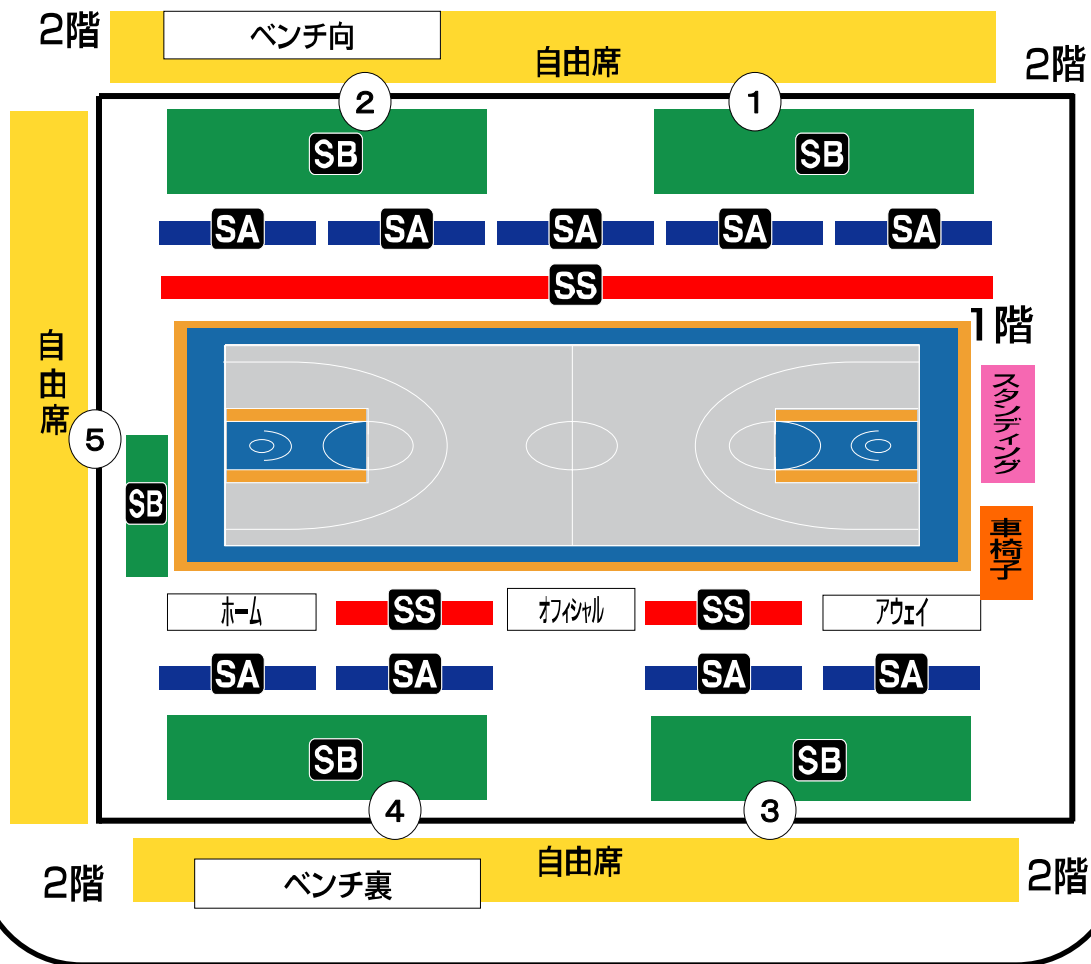 2階
ベンチ向
自由席
2階
②
①
SB
SB
SA
SA
SA
SA
SA
SS
1階
自由席
スタンディング
⑤
SB
車椅子
ホーム
SS
オフィシャル
SS
アウェイ
SA
SA
SA
SA
SB
SB
④
③
2階
ベンチ裏
自由席
2階